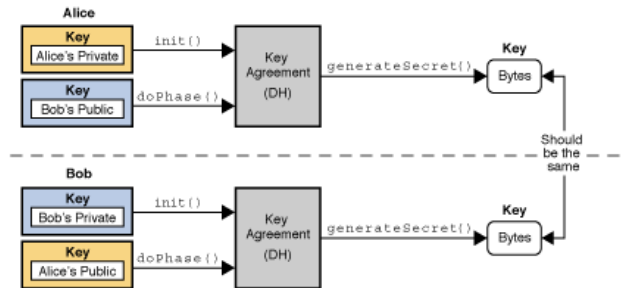 Alice
Key
Alice's Private
init()
Key
Bob's Public
doPhase()
Key
Agreement
(DH)
generateSecret()
Key
Bytes
Should
be the
same
Bob
Key
Bob's Private
init()
Key
Alice's Public
doPhase()
Key
Agreement
(DH)
generateSecret()
Key
Bytes